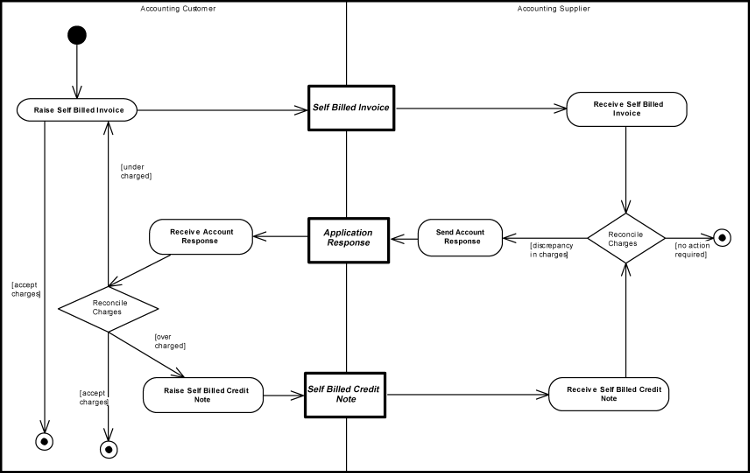 Accounting Customer
Accounting Supplier
Raise Self Billed Invoice
Self Billed Invoice
Receive Self Billed
Invoice
[under
charged]
Receive Account
Response
Application
Response
Send Account
Response
Reconcile
Charges
[discrepancy
in charges]
[no action
required]
[accept
charges]
Reconcile
Charges
[over
charged]
[accept
charges]
Raise Self Billed Credit
Note
Self Billed Credit
Note
Receive Self Billed Credit
Note